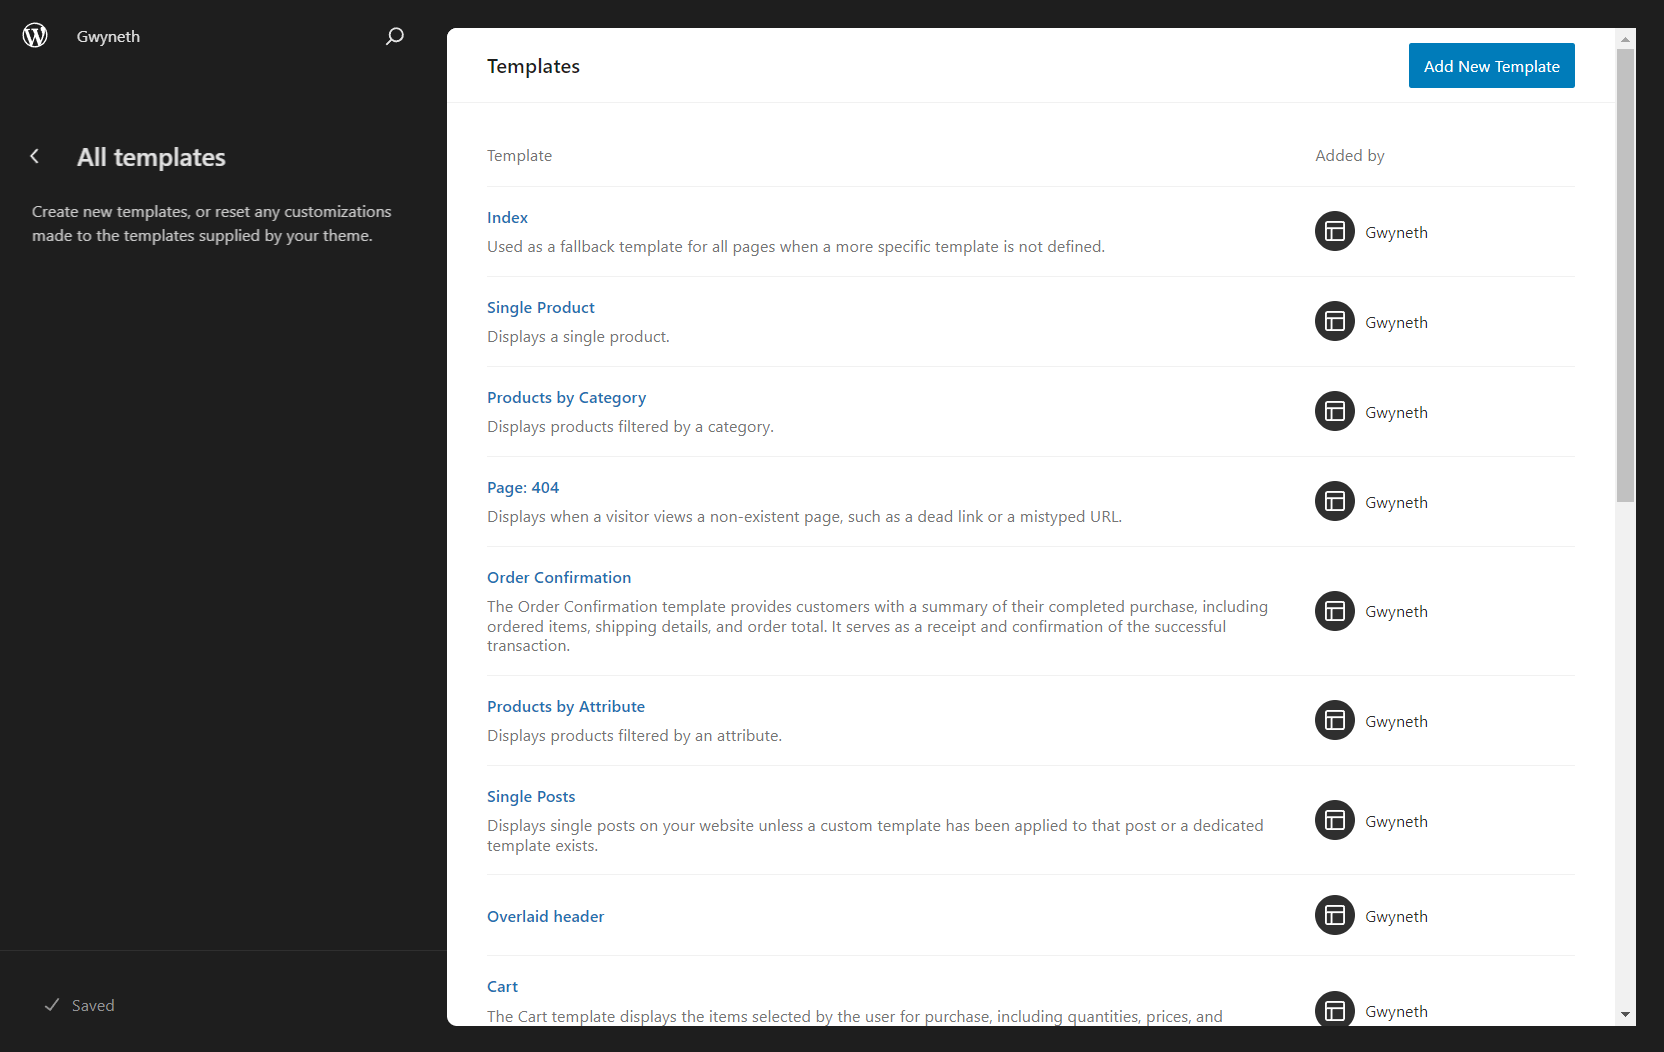 Gwyneth
All templates
Create new templates, or reset any customizations
made to the templates supplied by your theme.
Saved
Templates
Add New Template
Template
Added by
Index
Used as a fallback template for all pages when a more specific template is not defined.
Gwyneth
Single Product
Displays a single product.
Gwyneth
Products by Category
Displays products filtered by a category.
Gwyneth
Page: 404
Displays when a visitor views a non-existent page, such as a dead link or a mistyped URL.
Gwyneth
Order Confirmation
The Order Confirmation template provides customers with a summary of their completed purchase, including
ordered items, shipping details, and order total. It serves as a receipt and confirmation of the successful
transaction.
Gwyneth
Products by Attribute
Displays products filtered by an attribute.
Gwyneth
Single Posts
Displays single posts on your website unless a custom template has been applied to that post or a dedicated
template exists.
Gwyneth
Overlaid header
Gwyneth
Cart
The Cart template displays the items selected by the user for purchase, including quantities, prices, and
Gwyneth